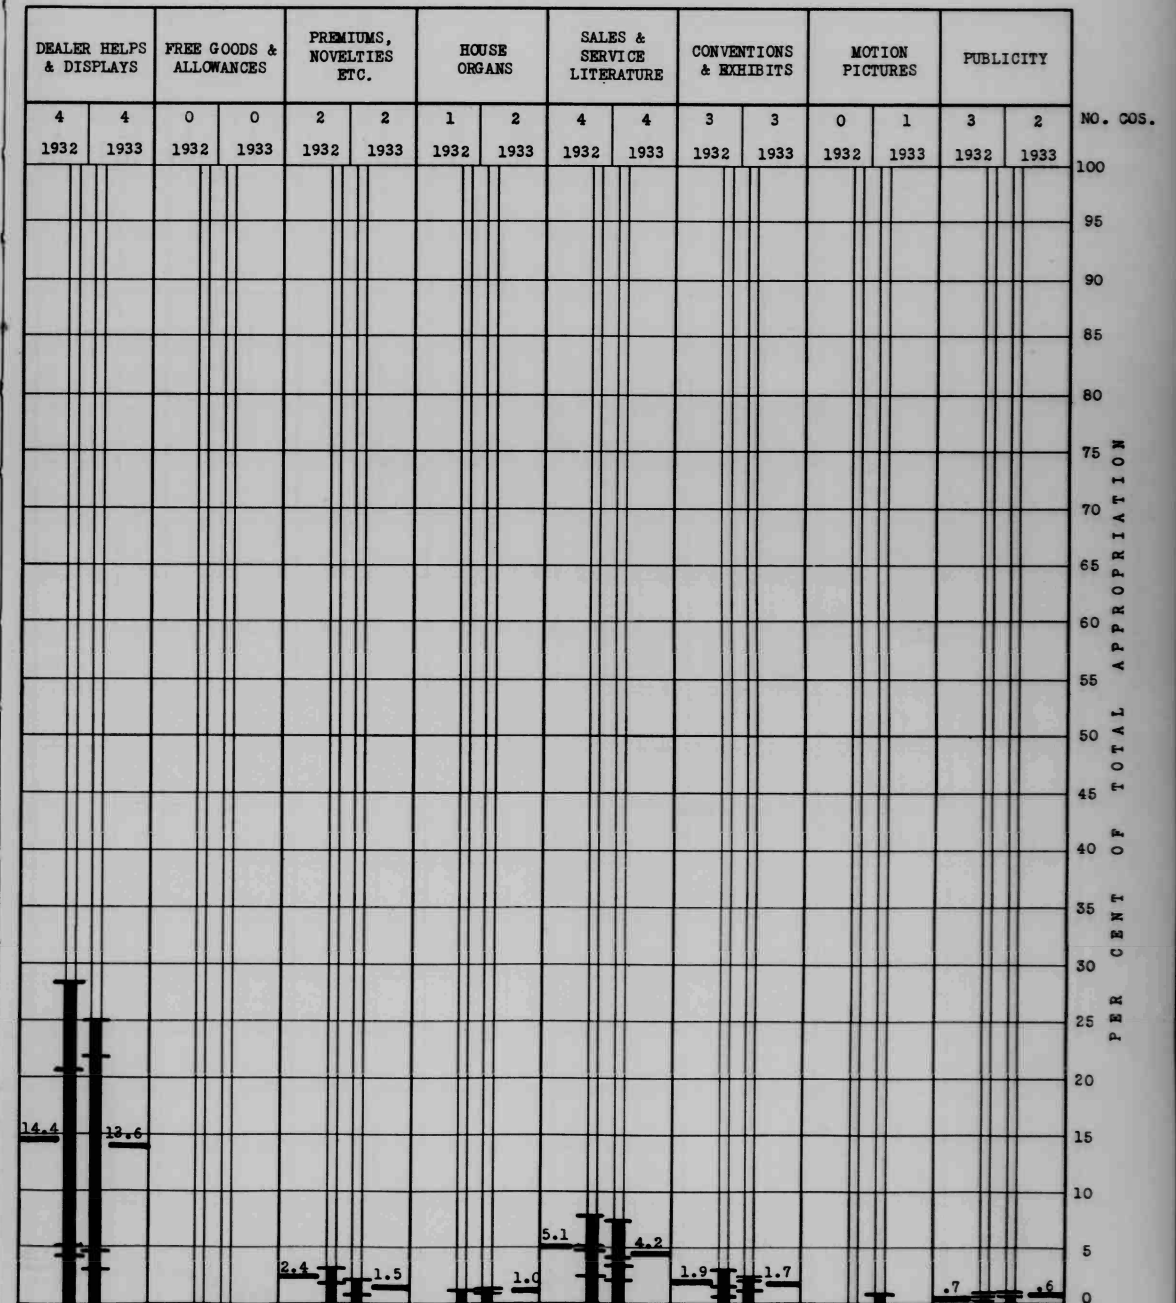 DEALER HELPS
& DISPLAYS
FREE GOODS &
ALLOWANCES
PREMIUMS,
NOVELTIES
ETC.
HOUSE
ORGANS
SALES &
SERVICE
LITERATURE
CONVENTIONS
& EXHIBITS
MOTION
PICTURES
PUBLICITY
4 4 0 0 2 2 1 2 4 4 3 3 0 1 3 2 NO. COS.
1932 1933 1932 1933 1932 1933 1932 1933 1932 1933 1932 1933 1932 1933 1932 1933
100
95
90
85
80
75
70
65
60
55
50
45
40
35
30
25
20
15
10
5
0
PER CENT OF TOTAL APPROPRIATION
14.4 13.6
2.4 1.5
1.0
5.1 4.2
1.9 1.7
.7 .6